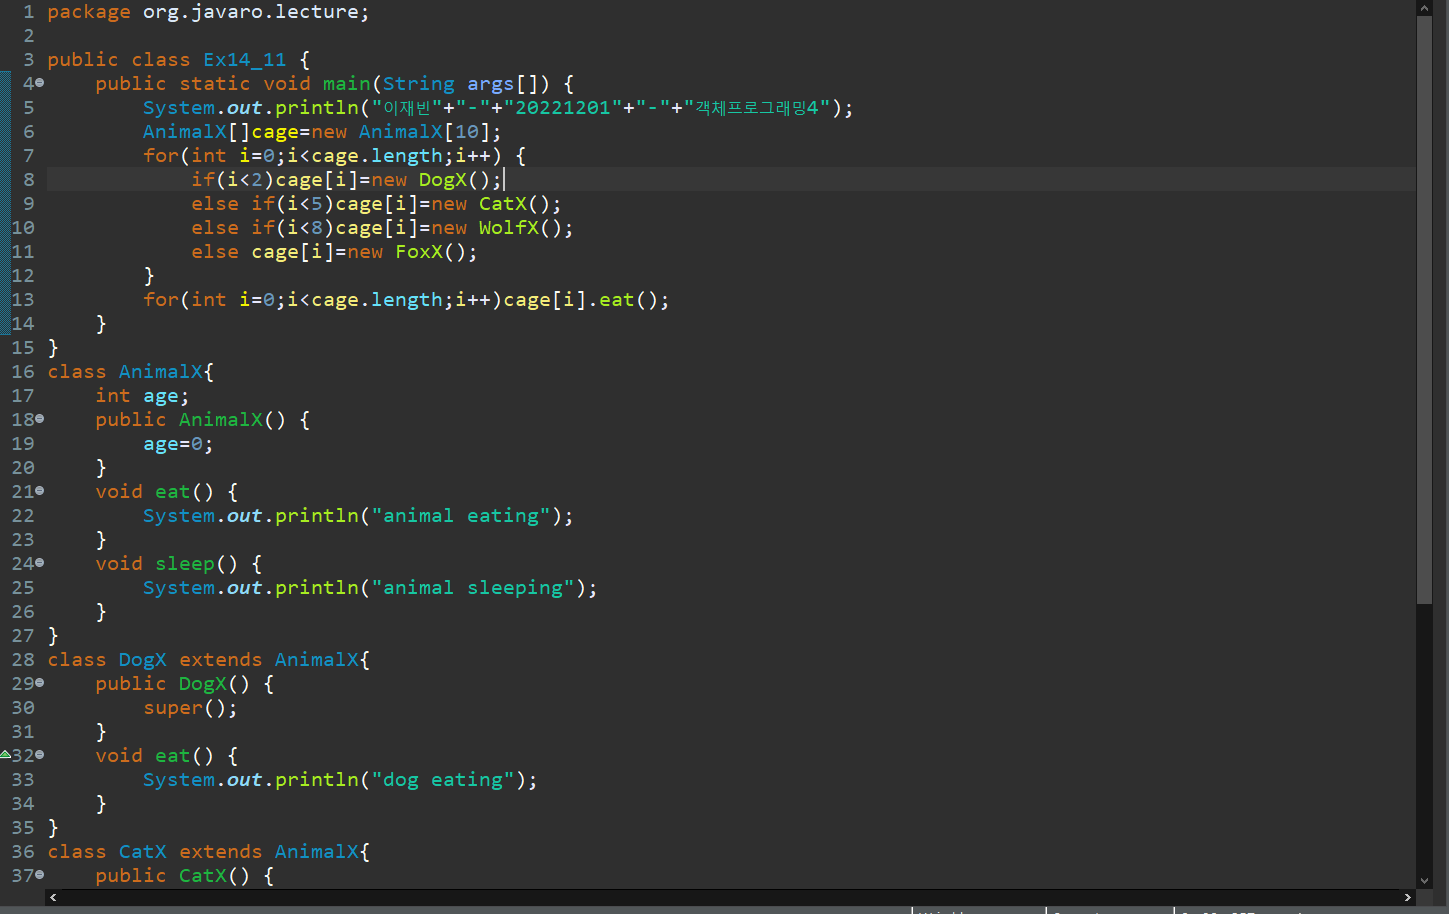 1 package org.javaro.lecture;
2
3 public class Ex14_11 {
4 public static void main(String args[]) {
5 System.out.println("이재빈"+"-"+"20221201"+"-"+"객체프로그래밍4");
6 AnimalX[]cage=new AnimalX[10];
7 for(int i=0;i<cage.length;i++) {
8 if(i<2)cage[i]=new DogX();
9 else if(i<5)cage[i]=new CatX();
10 else if(i<8)cage[i]=new WolfX();
11 else cage[i]=new FoxX();
12 }
13 for(int i=0;i<cage.length;i++)cage[i].eat();
14 }
15 }
16 class AnimalX{
17 int age;
18 public AnimalX() {
19 age=0;
20 }
21 void eat() {
22 System.out.println("animal eating");
23 }
24 void sleep() {
25 System.out.println("animal sleeping");
26 }
27 }
28 class DogX extends AnimalX{
29 public DogX() {
30 super();
31 }
32 void eat() {
33 System.out.println("dog eating");
34 }
35 }
36 class CatX extends AnimalX{
37 public CatX() {